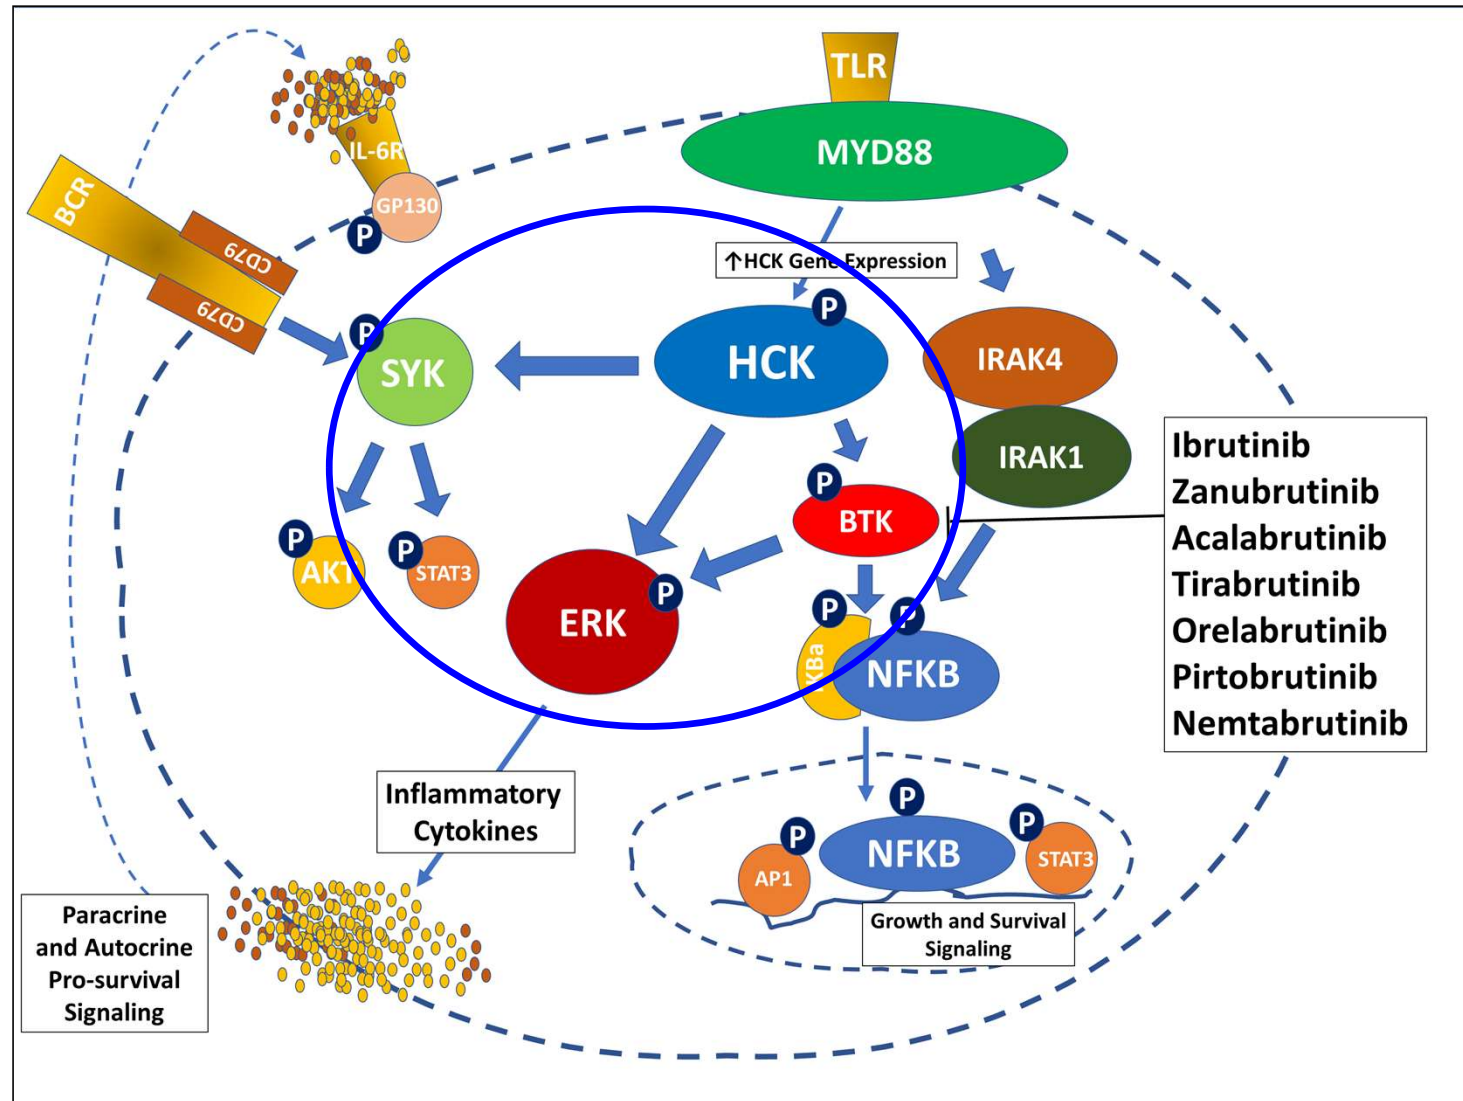 TLR
MYD88
IL-6R
GP130
P
BCR
CD79
CD79
↑HCK Gene Expression
P
HCK
P
SYK
IRAK4
IRAK1
P
BTK
P
AKT
P
STAT3
ERK
P
P
P
KBa
NFKB
Ibrutinib
Zanubrutinib
Acalabrutinib
Tirabrutinib
Orelabrutinib
Pirtobrutinib
Nemtabrutinib
Inflammatory
Cytokines
P
NFKB
P
AP1
P
STAT3
Growth and Survival
Signaling
Paracrine
and Autocrine
Pro-survival
Signaling